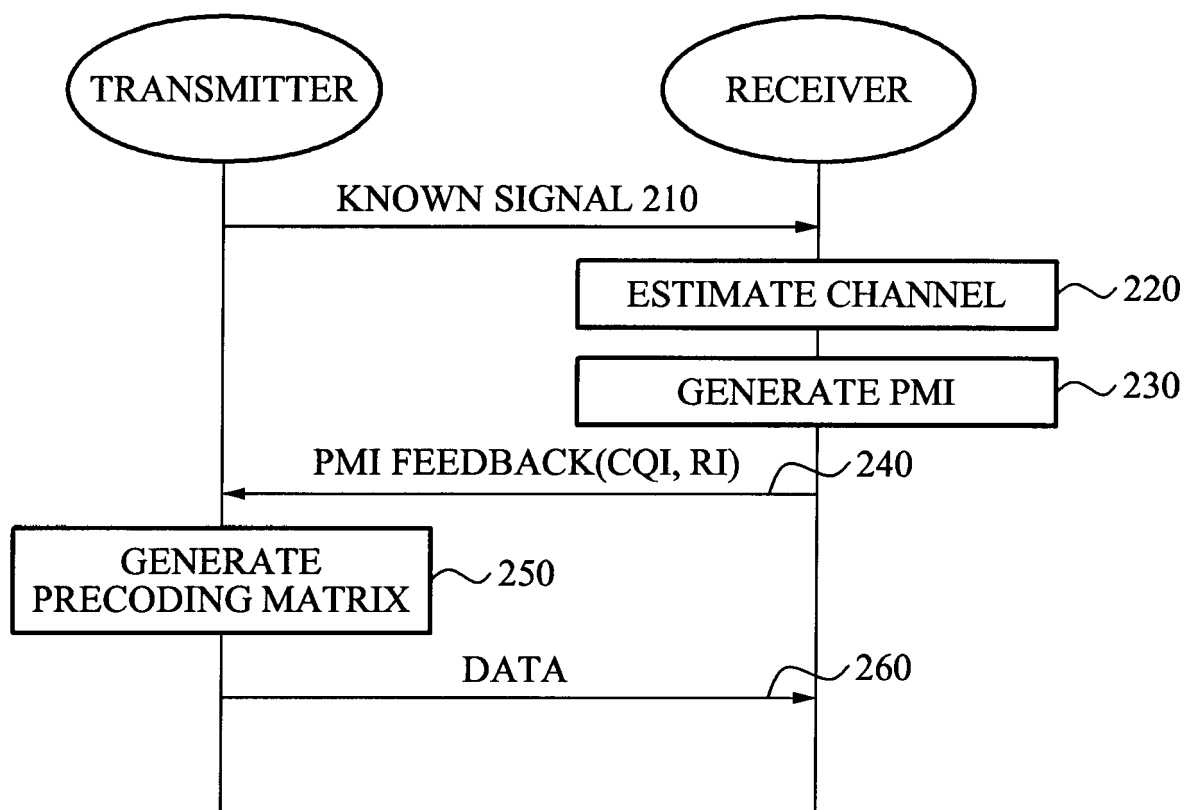 TRANSMITTER
RECEIVER
KNOWN SIGNAL 210
ESTIMATE CHANNEL
220
GENERATE PMI
230
PMI FEEDBACK(CQI, RI)
240
GENERATE
PRECODING MATRIX
250
DATA
260